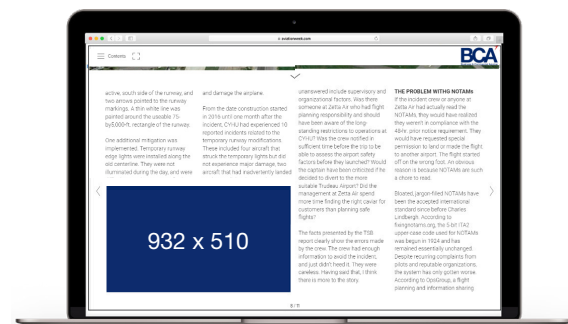 aviationweek.com
Contents
BCA
active, south side of the runway, and
two arrows pointed to the runway
markings. A thin white line was
painted around the useable 75-
by-5,000-ft. rectangle of the runway.
One additional mitigation was
implemented: Temporary runway
edge lights were installed along the
old centerline. They were not
illuminated during the day, and were
and damage the airplane.
From the date construction started
in 2016 until one month after the
incident, CYHU had experienced 10
reported incidents related to the
temporary runway modifications.
These included four aircraft that
struck the temporary lights but did
not experience major damage, two
aircraft that had inadvertently landed
932 x 510
unanswered include supervisory and
organizational factors. Was there
someone at Zetta Air who had flight
planning responsibility and should
have been aware of the long-
standing restrictions to operations at
CYHU? Was the crew notified in
sufficient time before the trip to be
able to assess the airport safety
factors before they launched? Would
the captain have been criticized if he
decided to divert to the more
suitable Trudeau Airport? Did the
management at Zetta Air spend
more time finding the right caviar for
customers than planning safe
flights?
The facts presented by the TSB
report clearly show the errors made
by the crew. The crew had enough
information to avoid the incident,
and just didn't heed it. They were
careless. Having said that, I think
there is more to the story.
THE PROBLEM WITHG NOTAMS
If the incident crew or anyone at
Zetta Air had actually read the
NOTAMs, they would have realized
they weren't in compliance with the
48-hr. prior notice requirement. They
would have requested special
permission to land or made the flight
to another airport. The flight started
off on the wrong foot. An obvious
reason is because NOTAMs are such
a chore to read.
Bloated, jargon-filled NOTAMs have
been the accepted international
standard since before Charles
Lindbergh. According to
fixingnotams.org, the 5-bit ITA2
upper case code used for NOTAMs
was begun in 1924 and has
remained essentially unchanged.
Despite recurring complaints from
pilots and reputable organizations,
the system has only gotten worse.
According to OpsGroup, a flight
planning and information sharing
8 / 11